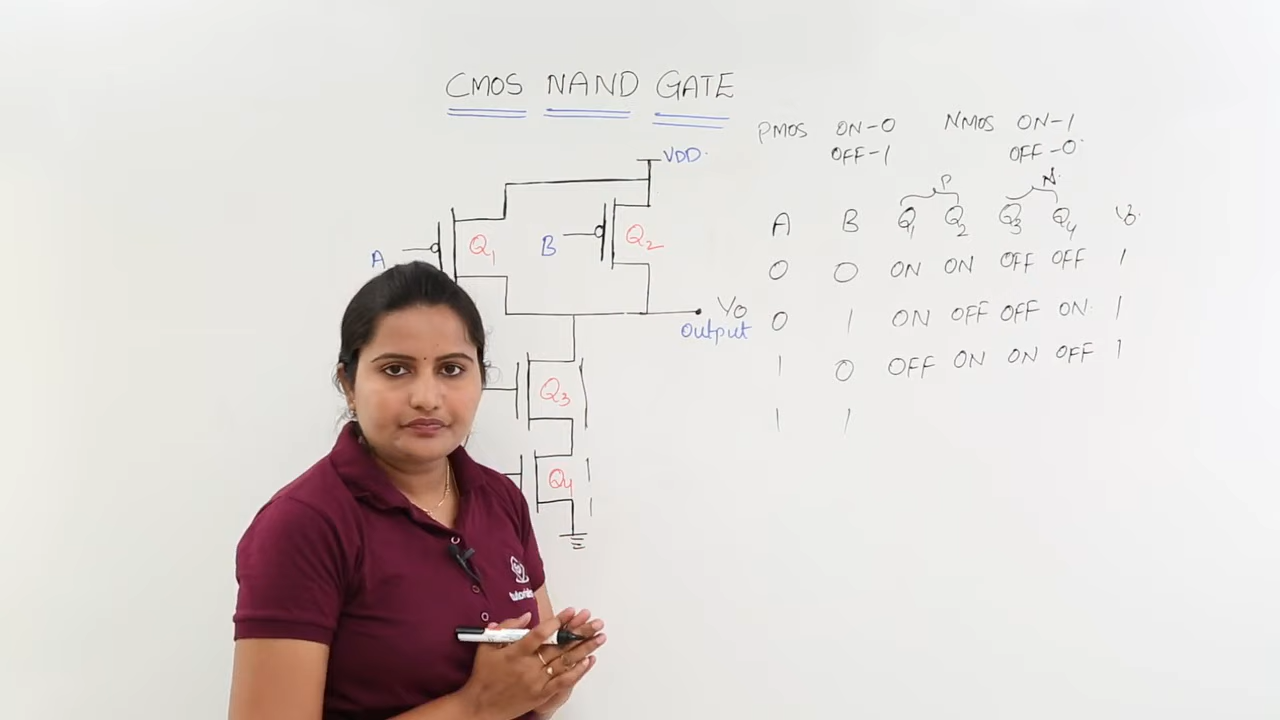 CMOS NAND GATE
PMOS ON-0 NMOS ON-1
OFF-1 OFF-0
VDD
P N
A B Q1 Q2 Q3 Q4 Vo
A Q1 B Q2
0 0 ON ON OFF OFF 1
0 1 ON OFF OFF ON 1
Vo
Output
1 0 OFF ON ON OFF 1
Q3
1 1
Q4